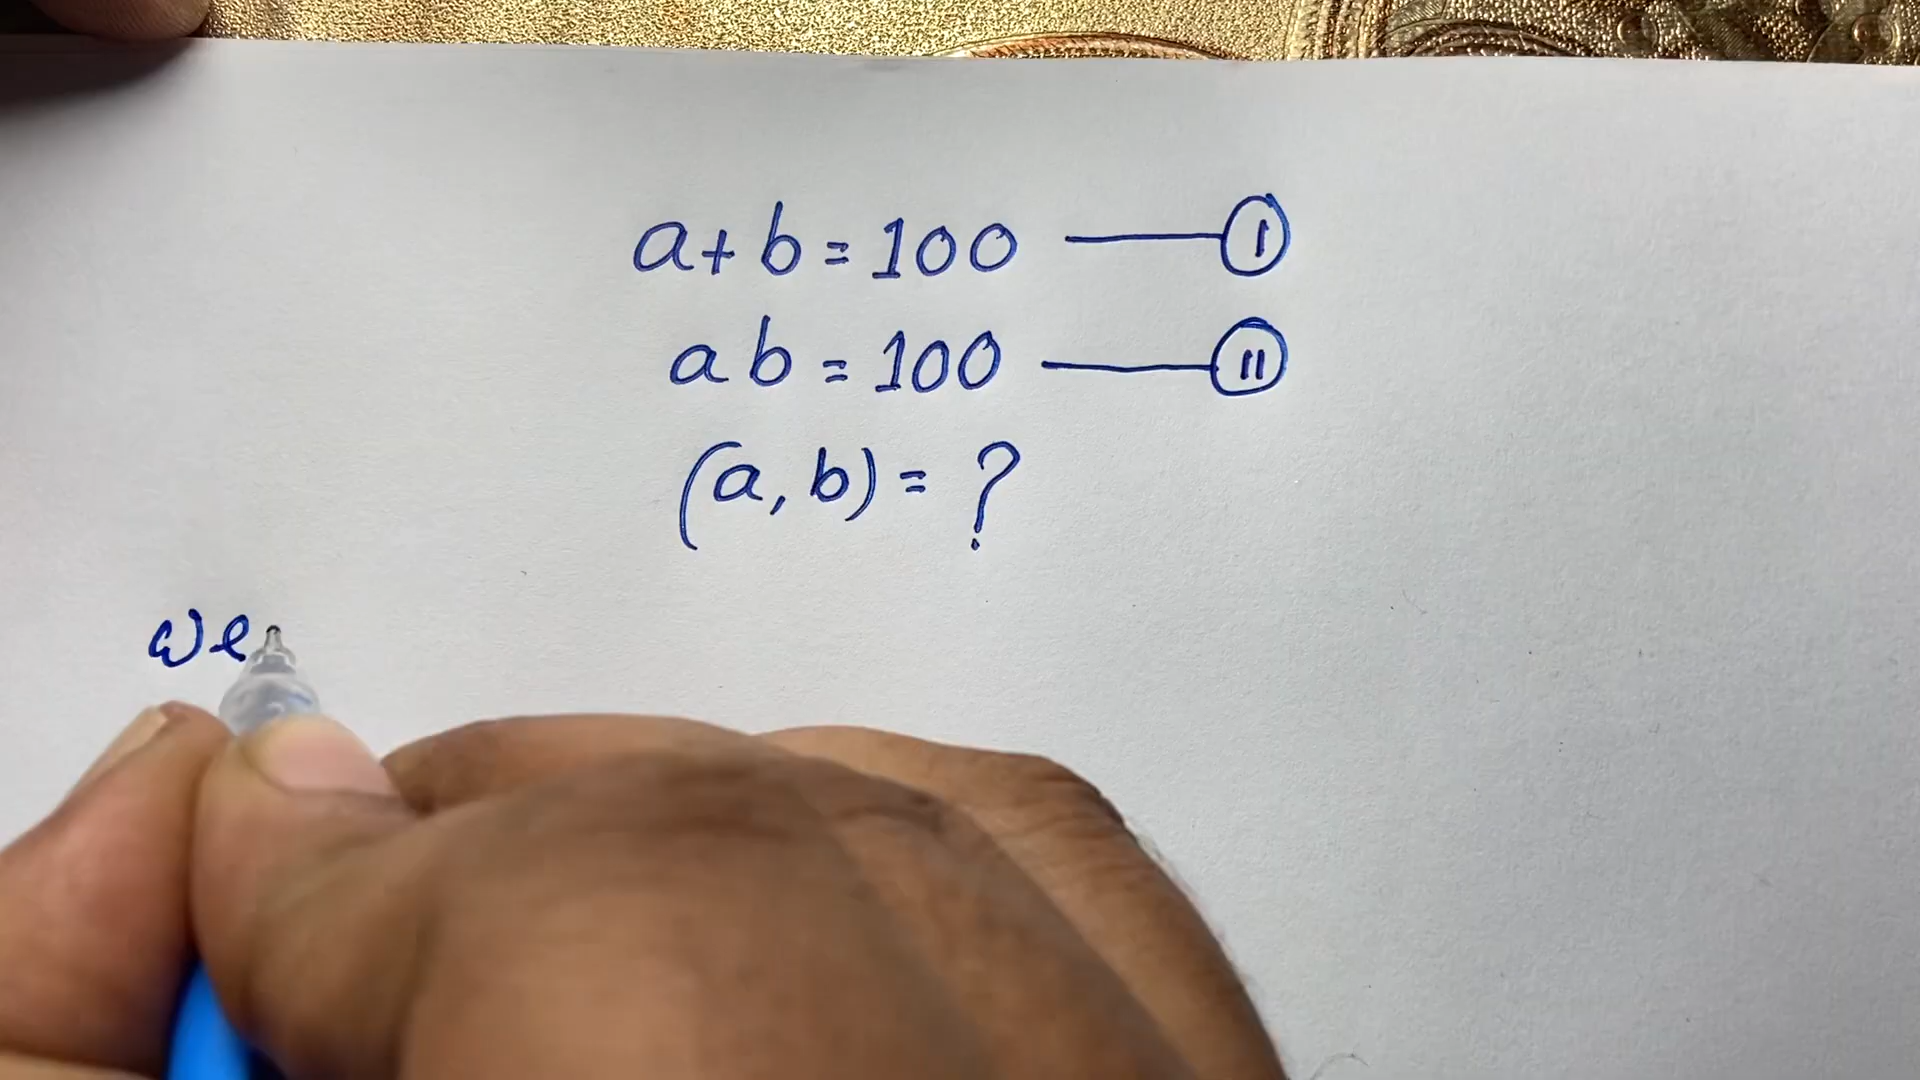 a+b=100 — I
ab=100 — II
(a,b)=?
We